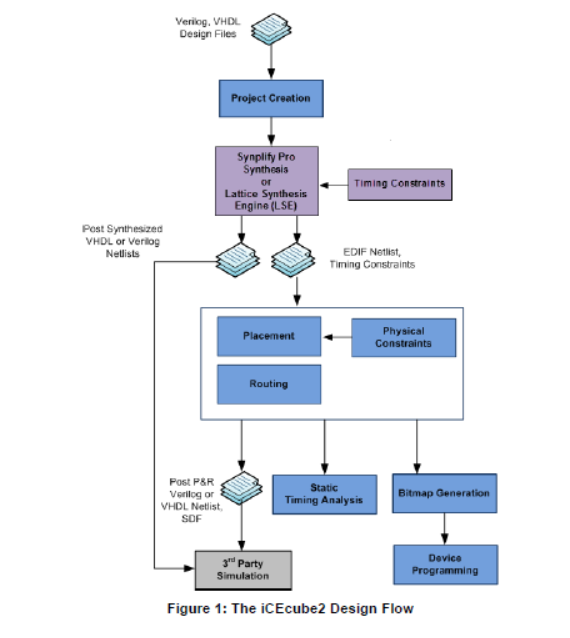 Verilog, VHDL
Design Files
Project Creation
Synplify Pro
Synthesis
or
Lattice Synthesis
Engine (LSE)
Timing Constraints
Post Synthesized
VHDL or Verilog
Netlists
EDIF Netlist,
Timing Constraints
Placement
Physical
Constraints
Routing
Post P&R
Verilog or
VHDL Netlist,
SDF
Static
Timing Analysis
Bitmap Generation
3rd Party
Simulation
Device
Programming
Figure 1: The iCEcube2 Design Flow